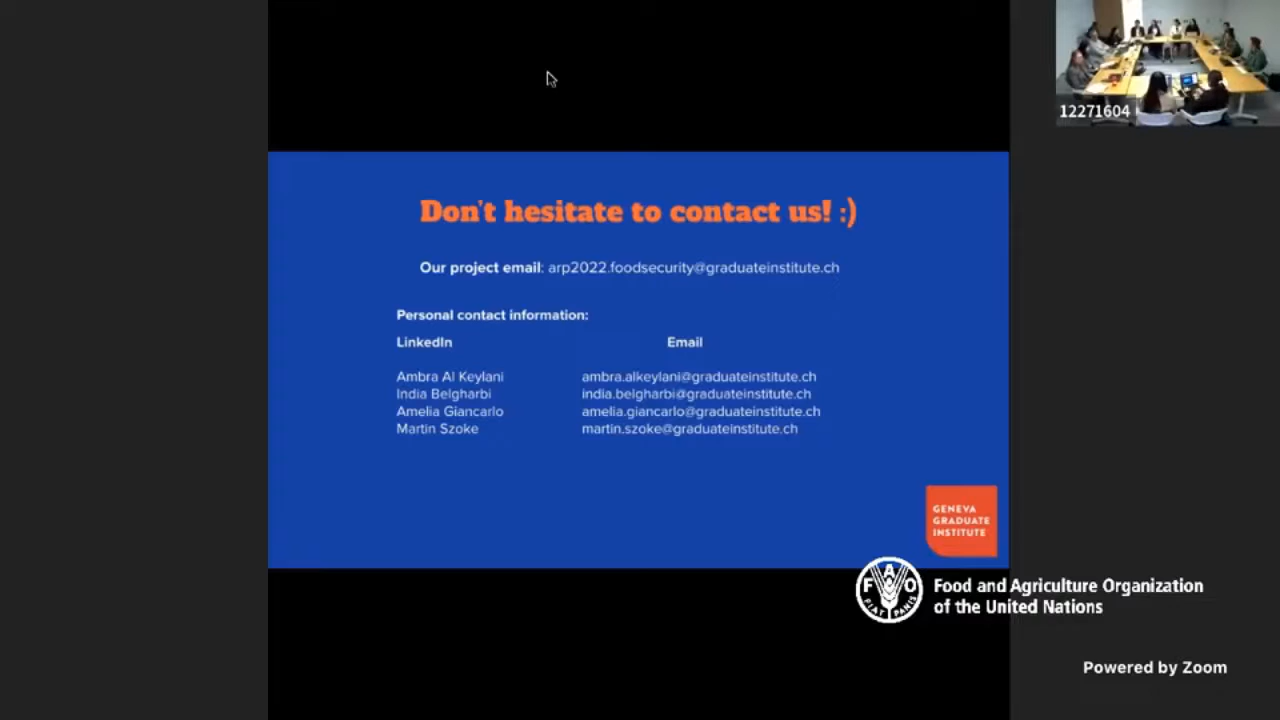 12271604
Don't hesitate to contact us! :)
Our project email: arp2022.foodsecurity@graduateinstitute.ch
Personal contact information:
LinkedIn Email
Ambra Al Keylani ambra.alkeylani@graduateinstitute.ch
India Belgharbi india.belgharbi@graduateinstitute.ch
Amelia Giancarlo amelia.giancarlo@graduateinstitute.ch
Martin Szoke martin.szoke@graduateinstitute.ch
GENEVA
GRADUATE
INSTITUTE
FAO
FIAT PANIS
Food and Agriculture Organization
of the United Nations
Powered by Zoom